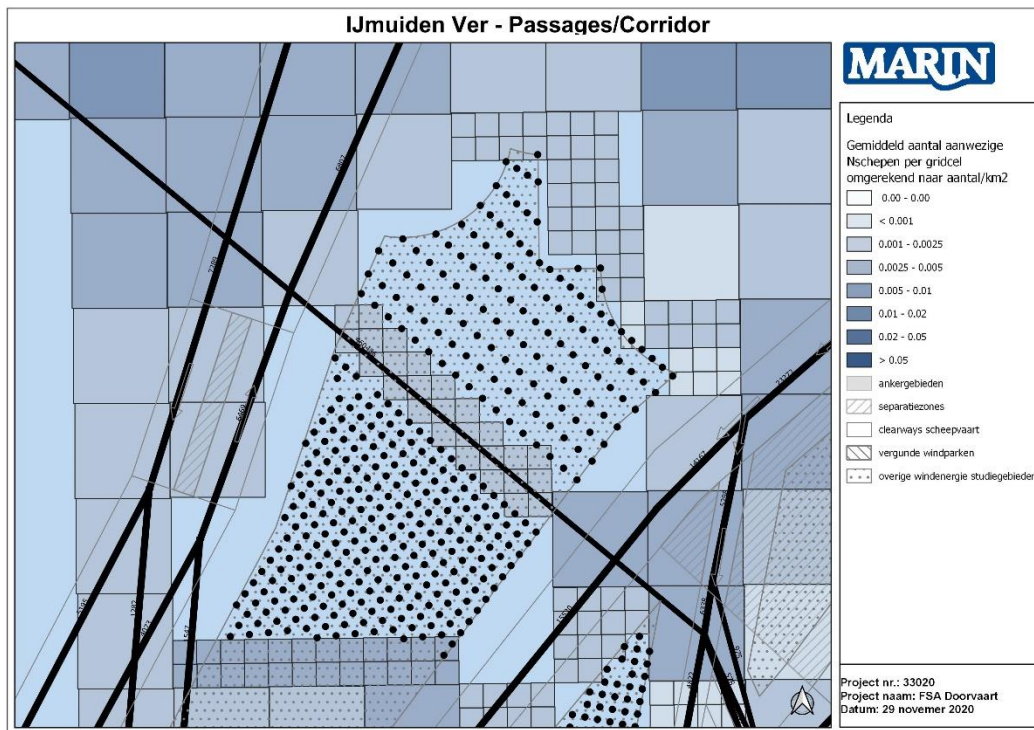 IJmuiden Ver - Passages/Corridor
MARIN
Legenda
Gemiddeld aantal aanwezige
Nschepen per gridcel
omgerekend naar aantal/km2
0.00 - 0.00
< 0.001
0.001 - 0.0025
0.0025 - 0.005
0.005 - 0.01
0.01 - 0.02
0.02 - 0.05
> 0.05
ankergebieden
separatiezones
clearways scheepvaart
vergunde windparken
overige windenergie studiegebieden
Project nr.: 33020
Project naam: FSA Doorvaart
Datum: 29 novemer 2020